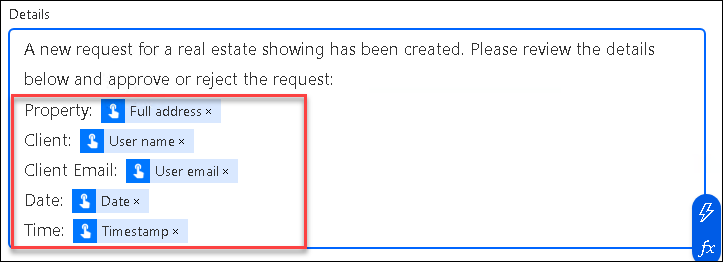 Details
A new request for a real estate showing has been created. Please review the details
below and approve or reject the request:
Property: Full address ×
Client: User name ×
Client Email: User email ×
Date: Date ×
Time: Timestamp ×
fx